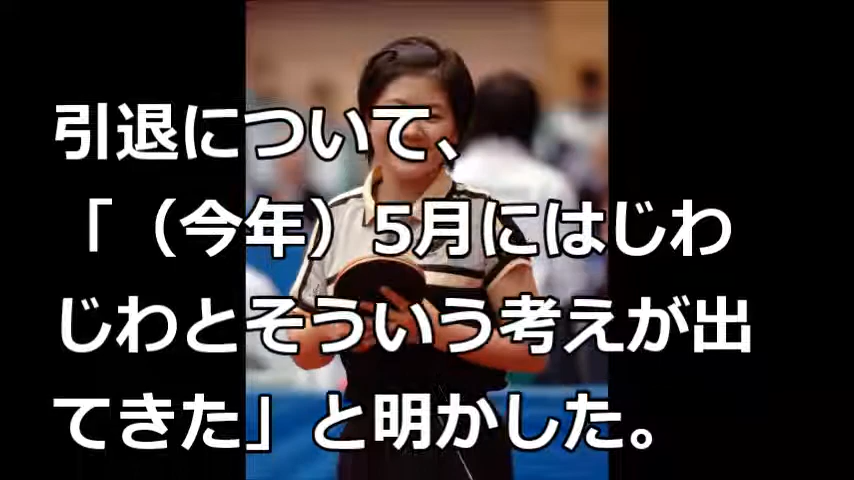 引退について、
「（今年）5月にはじわ
じわとそういう考えが出
てきた」と明かした。